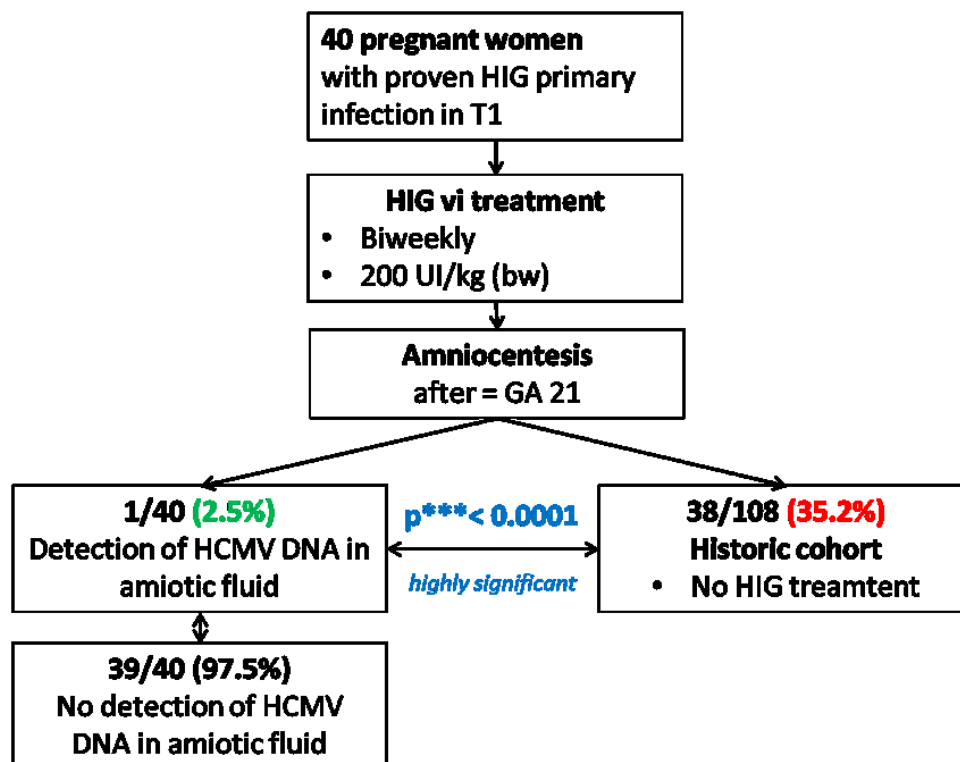 40 pregnant women
with proven HIG primary
infection in T1
HIG vi treatment
• Biweekly
• 200 UI/kg (bw)
Amniocentesis
after = GA 21
1/40 (2.5%)
Detection of HCMV DNA in
amiotic fluid
p***< 0.0001
highly significant
38/108 (35.2%)
Historic cohort
• No HIG treamtent
39/40 (97.5%)
No detection of HCMV
DNA in amiotic fluid